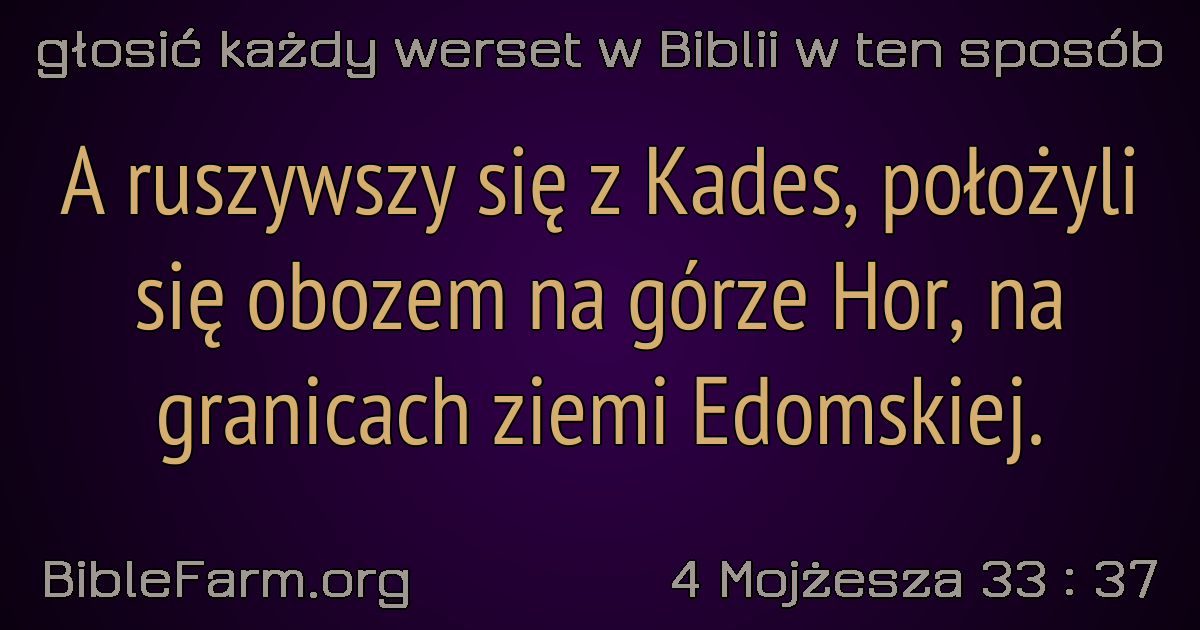 głosić każdy werset w Biblii w ten sposób
A ruszywszy się z Kades, położyli
się obozem na górze Hor, na
granicach ziemi Edomskiej.
BibleFarm.org
4 Mojżesza 33 : 37